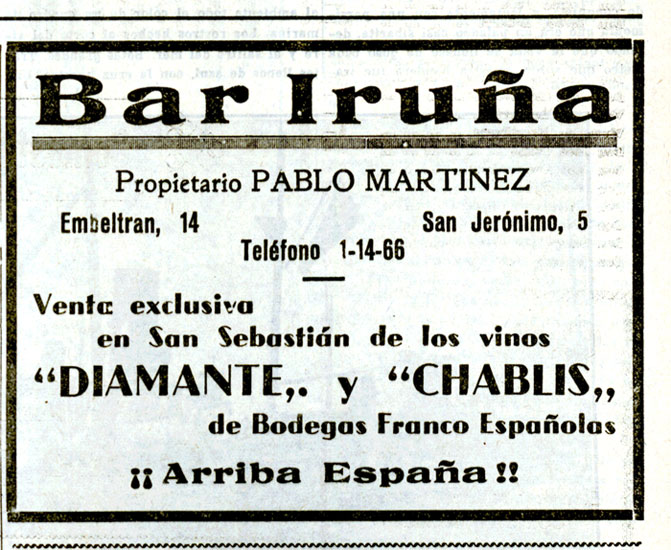 Bar Iruña
Propietario PABLO MARTINEZ
Embeltran, 14 San Jerónimo, 5
Teléfono 1-14-66
Venta exclusiva
en San Sebastián de los vinos
“DIAMANTE„. y “CHABLIS„
de Bodegas Franco Españolas
¡¡Arriba España!!